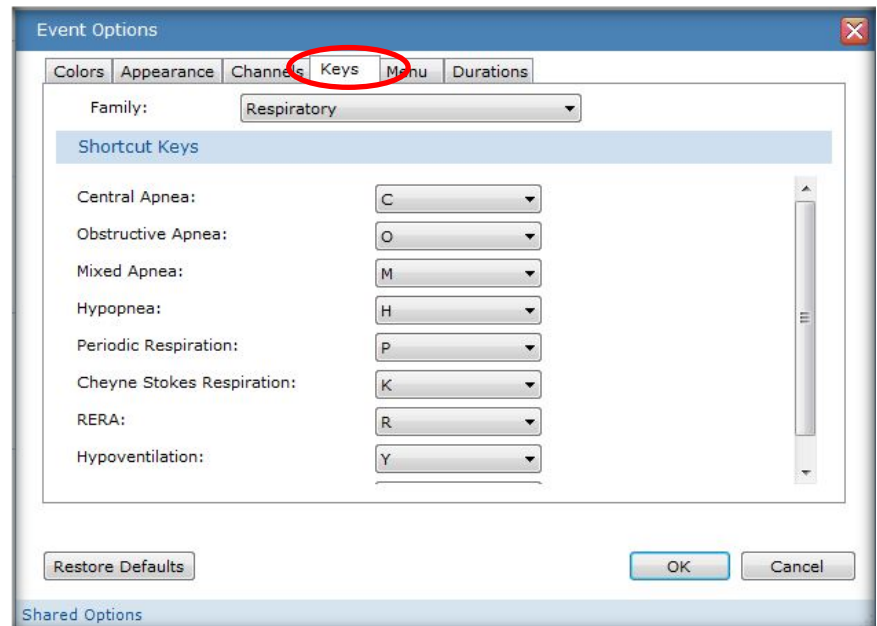 Event Options
Colors Appearance Channels Keys Menu Durations
Family: Respiratory
Shortcut Keys
Central Apnea: C
Obstructive Apnea: O
Mixed Apnea: M
Hypopnea: H
Periodic Respiration: P
Cheyne Stokes Respiration: K
RERA: R
Hypoventilation: Y
Restore Defaults OK Cancel
Shared Options